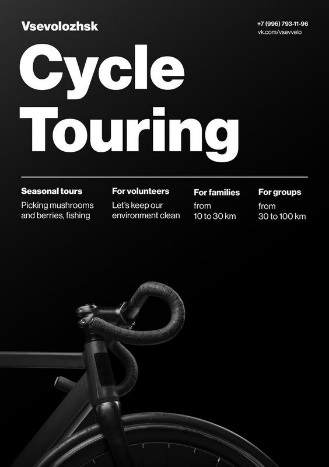 Vsevolozhsk
+7 (996) 793-11-96
vk.com/vsevvelo
Cycle
Touring
Seasonal tours
Picking mushrooms
and berries, fishing
For volunteers
Let's keep our
environment clean
For families
from
10 to 30 km
For groups
from
30 to 100 km